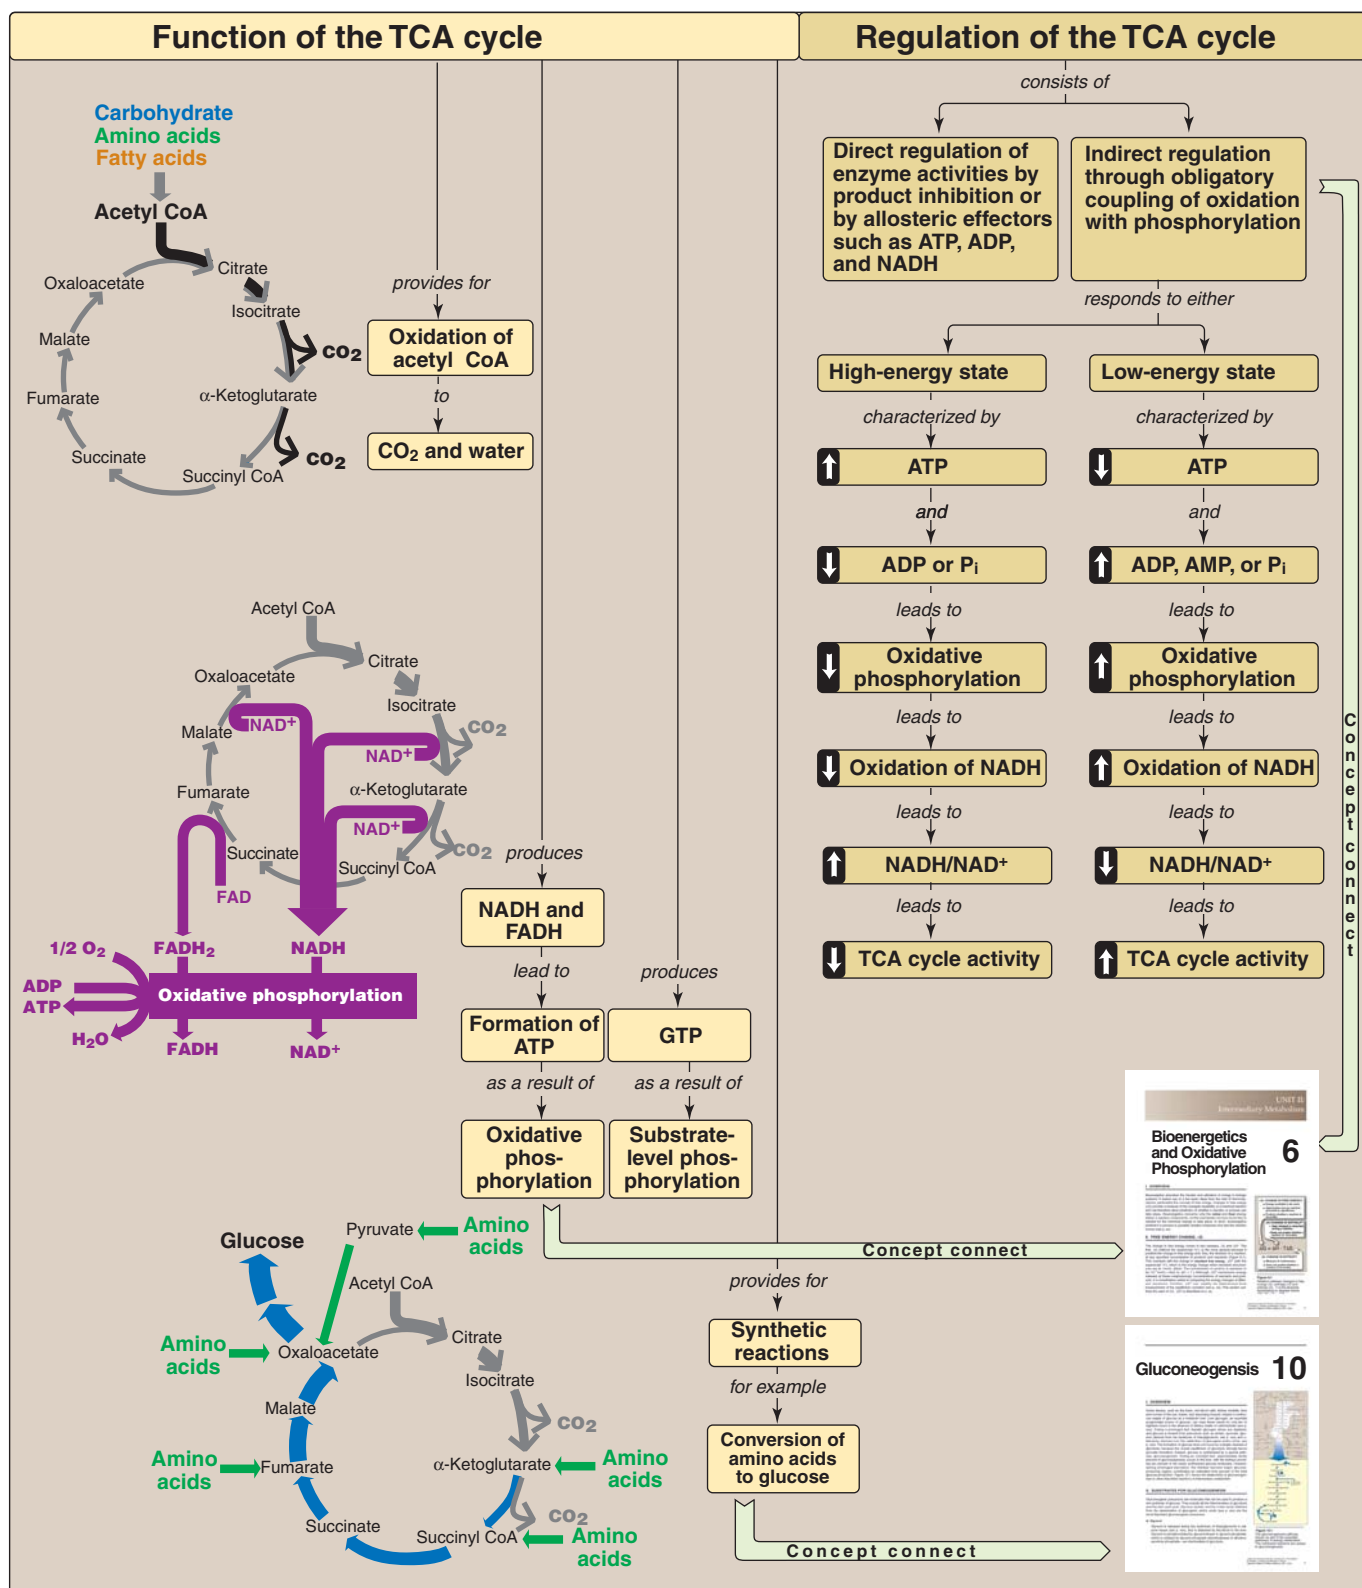 Function of the TCA cycle
Regulation of the TCA cycle
Carbohydrate
Amino acids
Fatty acids
Acetyl CoA
Oxaloacetate
Citrate
Isocitrate
Malate
CO2
Fumarate
α-Ketoglutarate
Succinate
CO2
Succinyl CoA
provides for
Oxidation of
acetyl CoA
to
CO2 and water
consists of
Direct regulation of
enzyme activities by
product inhibition or
by allosteric effectors
such as ATP, ADP,
and NADH
Indirect regulation
through obligatory
coupling of oxidation
with phosphorylation
responds to either
High-energy state
characterized by
ATP
and
ADP or Pi
leads to
Oxidative
phosphorylation
leads to
Oxidation of NADH
leads to
NADH/NAD+
leads to
TCA cycle activity
Low-energy state
characterized by
ATP
and
ADP, AMP, or Pi
leads to
Oxidative
phosphorylation
leads to
Oxidation of NADH
leads to
NADH/NAD+
leads to
TCA cycle activity
Concept connect
Acetyl CoA
Citrate
Oxaloacetate
Isocitrate
NAD+
Malate
CO2
NAD+
α-Ketoglutarate
Fumarate
NAD+
Succinate
CO2
Succinyl CoA
FAD
1/2 O2
FADH2
NADH
ADP
Oxidative phosphorylation
ATP
H2O
FADH
NAD+
produces
NADH and
FADH
lead to
Formation of
ATP
as a result of
Oxidative
phos-
phorylation
produces
GTP
as a result of
Substrate-
level phos-
phorylation
Concept connect
UNIT II:
Intermediary Metabolism
Bioenergetics
and Oxidative
Phosphorylation
6
Pyruvate
Amino
acids
Glucose
Acetyl CoA
Amino
acids
Oxaloacetate
Citrate
Isocitrate
Malate
CO2
Amino
acids
Fumarate
α-Ketoglutarate
Amino
acids
Succinate
CO2
Succinyl CoA
Amino
acids
provides for
Synthetic
reactions
for example
Conversion of
amino acids
to glucose
Concept connect
Gluconeogensis
10